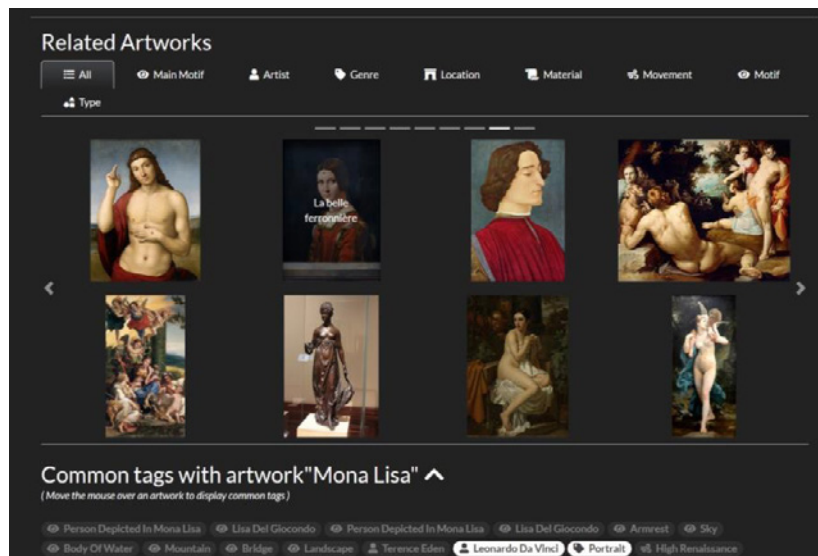 Related Artworks
All Main Motif Artist Genre Location Material Movement Motif
Type
La belle
ferronnière
Common tags with artwork"Mona Lisa"
( Move the mouse over an artwork to display common tags )
Person Depicted In Mona Lisa Lisa Del Giocondo Person Depicted In Mona Lisa Lisa Del Giocondo Armrest Sky
Body Of Water Mountain Bridge Landscape Terence Eden Leonardo Da Vinci Portrait High Renaissance